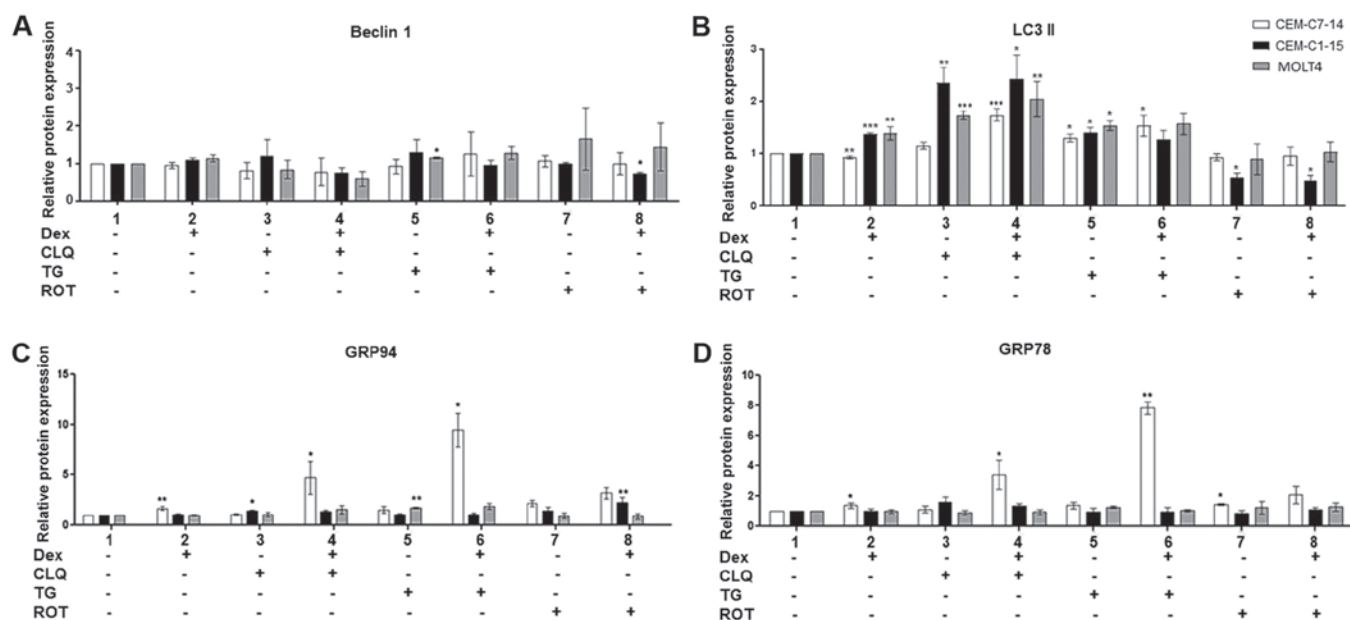 A
Beclin 1
Relative protein expression
4
3
2
1
0
* *
1 2 3 4 5 6 7 8
Dex - + - + - + - +
CLQ - - + + - - - -
TG - - - - + + - -
ROT - - - - - - + +
B
LC3 II
CEM-C7-14
CEM-C1-15
MOLT4
Relative protein expression
3
2
1
0
** *** ** ** *** *** * ** * * * * * *
1 2 3 4 5 6 7 8
Dex - + - + - + - +
CLQ - - + + - - - -
TG - - - - + + - -
ROT - - - - - - + +
C
GRP94
Relative protein expression
15
10
5
0
** * * ** * **
1 2 3 4 5 6 7 8
Dex - + - + - + - +
CLQ - - + + - - - -
TG - - - - + + - -
ROT - - - - - - + +
D
GRP78
Relative protein expression
10
8
6
4
2
0
* * ** *
1 2 3 4 5 6 7 8
Dex - + - + - + - +
CLQ - - + + - - - -
TG - - - - + + - -
ROT - - - - - - + +